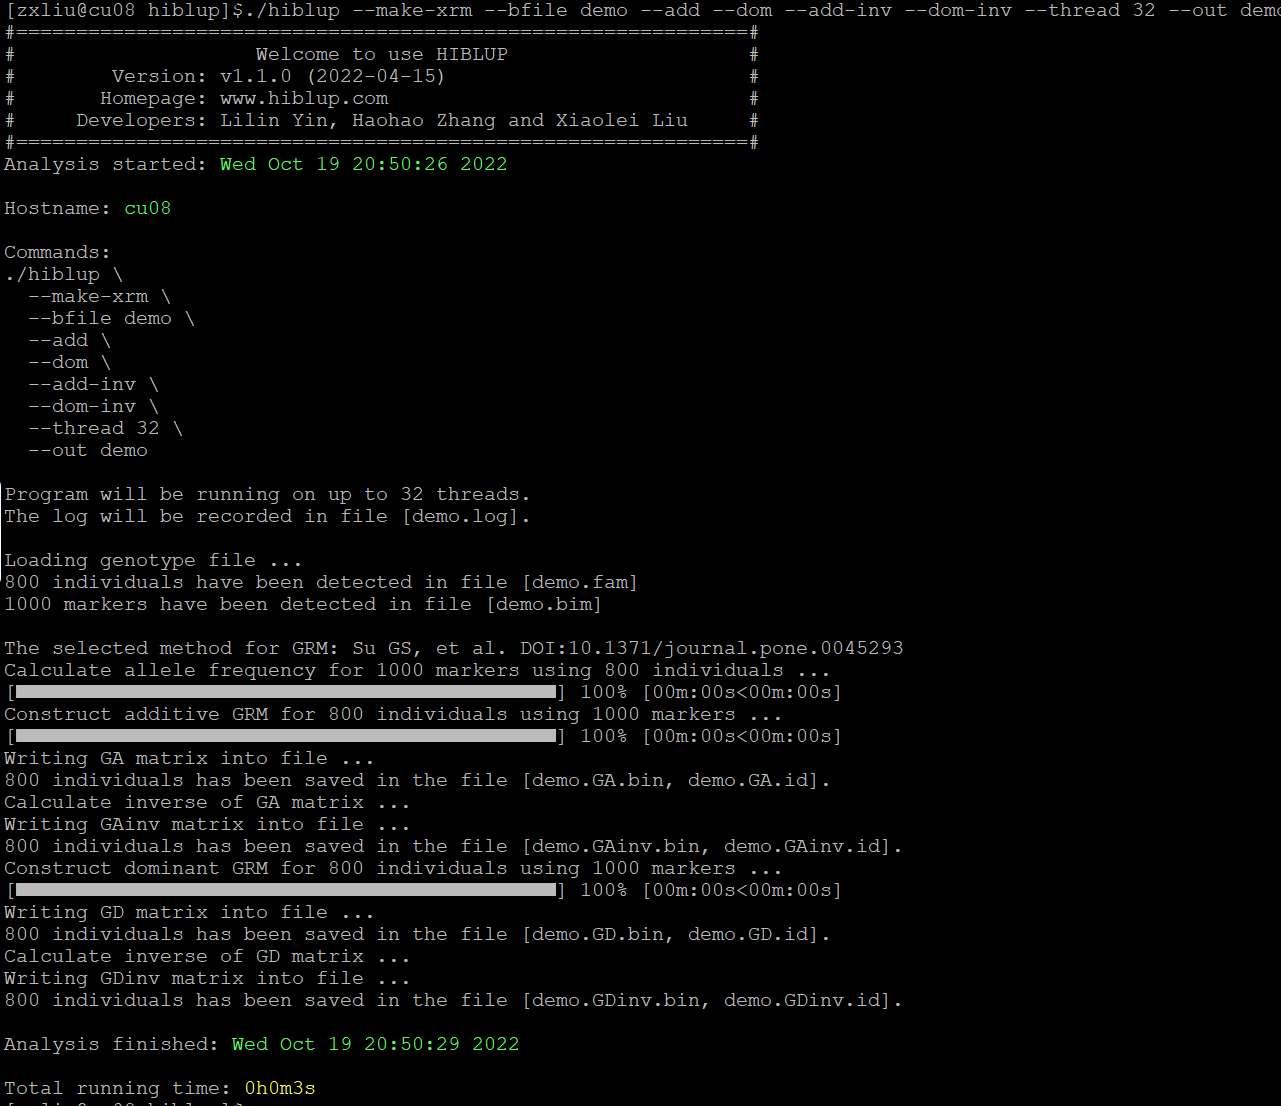 [zxliu@cu08 hiblup]$./hiblup --make-xrm --bfile demo --add --dom --add-inv --dom-inv --thread 32 --out demo
#=============================================================#
# Welcome to use HIBLUP #
# Version: v1.1.0 (2022-04-15) #
# Homepage: www.hiblup.com #
# Developers: Lilin Yin, Haohao Zhang and Xiaolei Liu #
#=============================================================#
Analysis started: Wed Oct 19 20:50:26 2022
Hostname: cu08
Commands:
./hiblup \
--make-xrm \
--bfile demo \
--add \
--dom \
--add-inv \
--dom-inv \
--thread 32 \
--out demo
Program will be running on up to 32 threads.
The log will be recorded in file [demo.log].
Loading genotype file ...
800 individuals have been detected in file [demo.fam]
1000 markers have been detected in file [demo.bim]
The selected method for GRM: Su GS, et al. DOI:10.1371/journal.pone.0045293
Calculate allele frequency for 1000 markers using 800 individuals ...
[] 100% [00m:00s<00m:00s]
Construct additive GRM for 800 individuals using 1000 markers ...
[] 100% [00m:00s<00m:00s]
Writing GA matrix into file ...
800 individuals has been saved in the file [demo.GA.bin, demo.GA.id].
Calculate inverse of GA matrix ...
Writing GAinv matrix into file ...
800 individuals has been saved in the file [demo.GAinv.bin, demo.GAinv.id].
Construct dominant GRM for 800 individuals using 1000 markers ...
[] 100% [00m:00s<00m:00s]
Writing GD matrix into file ...
800 individuals has been saved in the file [demo.GD.bin, demo.GD.id].
Calculate inverse of GD matrix ...
Writing GDinv matrix into file ...
800 individuals has been saved in the file [demo.GDinv.bin, demo.GDinv.id].
Analysis finished: Wed Oct 19 20:50:29 2022
Total running time: 0h0m3s